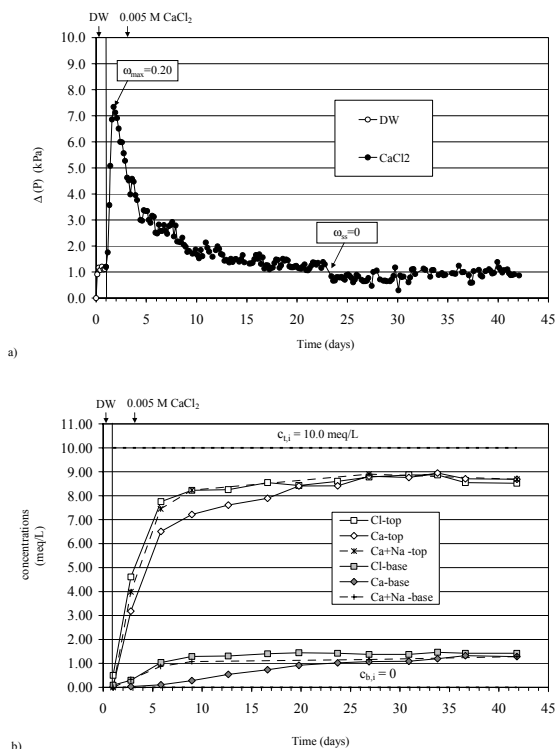 DW 0.005 M CaCl2
10.0
9.0
8.0
7.0
6.0
5.0
4.0
3.0
2.0
1.0
0.0
Δ (P) (kPa)
ωmax=0.20
DW
CaCl2
ωss=0
0 5 10 15 20 25 30 35 40 45
Time (days)
a)
DW 0.005 M CaCl2
11.00
10.00
9.00
8.00
7.00
6.00
5.00
4.00
3.00
2.00
1.00
0.00
concentrations
(meq/L)
ct,i = 10.0 meq/L
Cl-top
Ca-top
Ca+Na -top
Cl-base
Ca-base
Ca+Na -base
cb,i = 0
0 5 10 15 20 25 30 35 40 45
Time (days)
b)